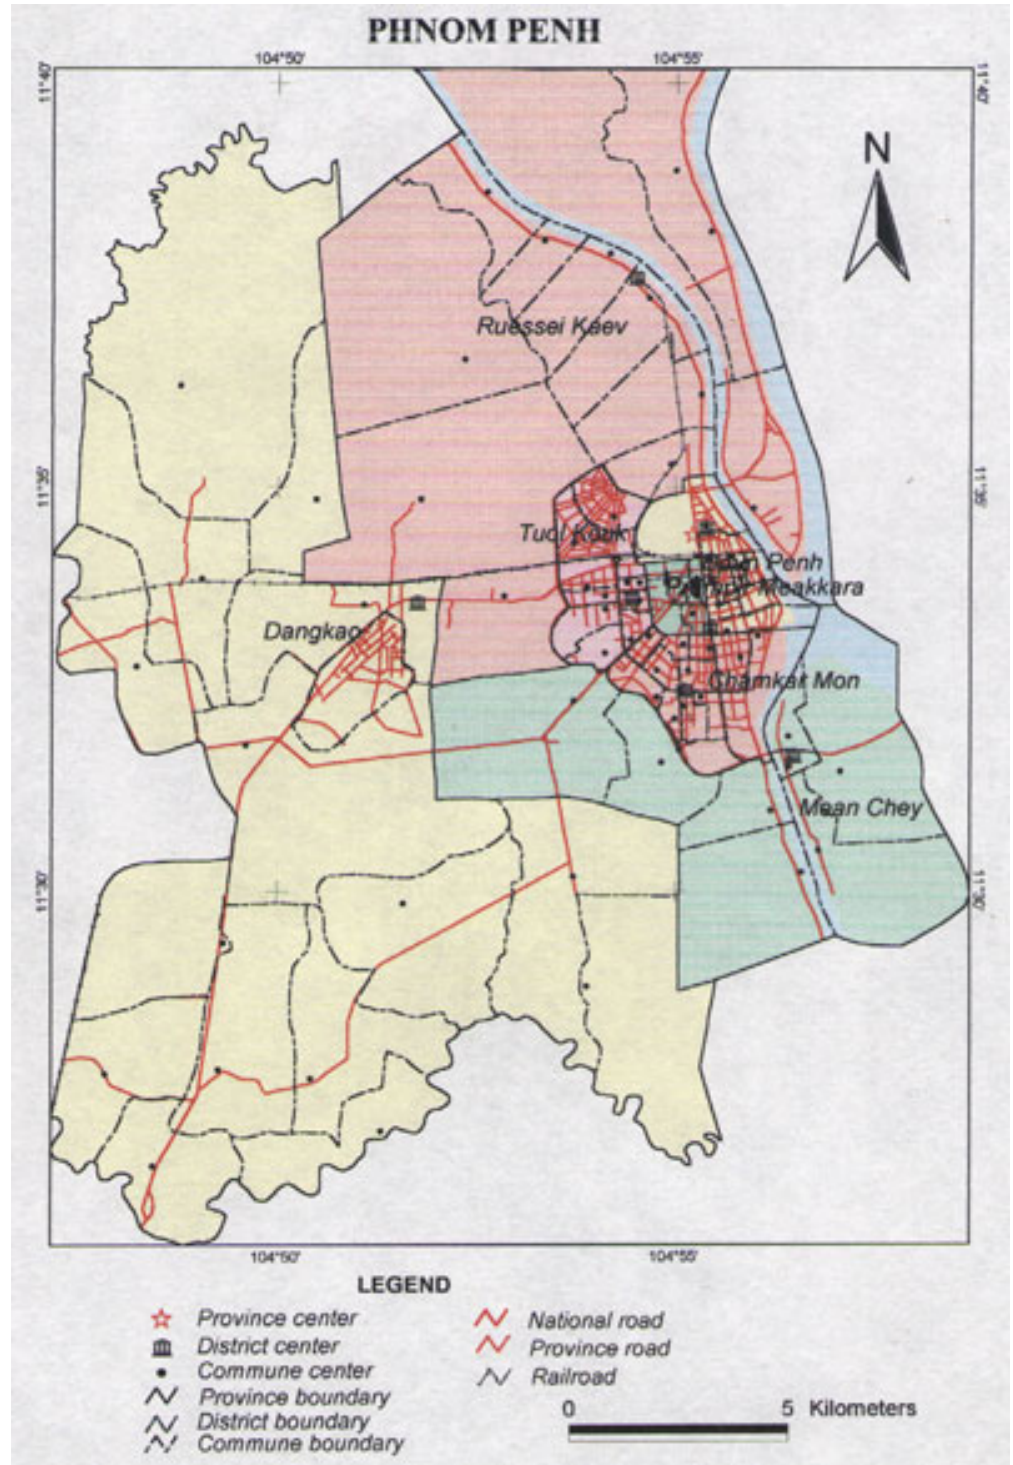 PHNOM PENH
104°50' 104°55'
11°40' 11°40'
N
Ruessei Kaev
11°35' 11°35'
Tuol Kouk
Penh
Meakkara
Dangkao
Chamkar Mon
Mean Chey
11°30' 11°30'
104°50' 104°55'
LEGEND
Province center
District center
Commune center
Province boundary
District boundary
Commune boundary
National road
Province road
Railroad
0 5 Kilometers